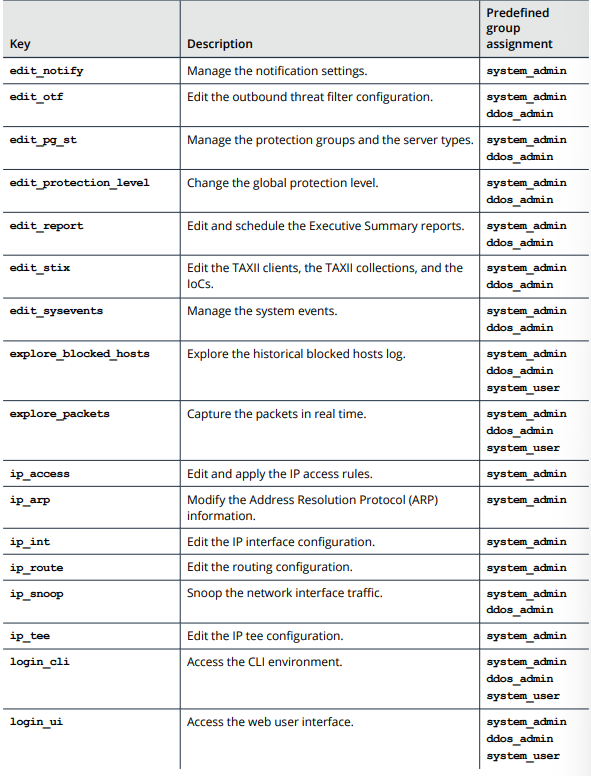 Key Description Predefined
group
assignment
edit_notify Manage the notification settings. system_admin
edit_otf Edit the outbound threat filter configuration. system_admin
ddos_admin
edit_pg_st Manage the protection groups and the server types. system_admin
ddos_admin
edit_protection_level Change the global protection level. system_admin
ddos_admin
edit_report Edit and schedule the Executive Summary reports. system_admin
ddos_admin
edit_stix Edit the TAXII clients, the TAXII collections, and the system_admin
IoCs. ddos_admin
edit_sysevents Manage the system events. system_admin
ddos_admin
explore_blocked_hosts Explore the historical blocked hosts log. system_admin
ddos_admin
system_user
explore_packets Capture the packets in real time. system_admin
ddos_admin
system_user
ip_access Edit and apply the IP access rules. system_admin
ip_arp Modify the Address Resolution Protocol (ARP) system_admin
information.
ip_int Edit the IP interface configuration. system_admin
ip_route Edit the routing configuration. system_admin
ip_snoop Snoop the network interface traffic. system_admin
ddos_admin
ip_tee Edit the IP tee configuration. system_admin
login_cli Access the CLI environment. system_admin
ddos_admin
system_user
login_ui Access the web user interface. system_admin
ddos_admin
system_user